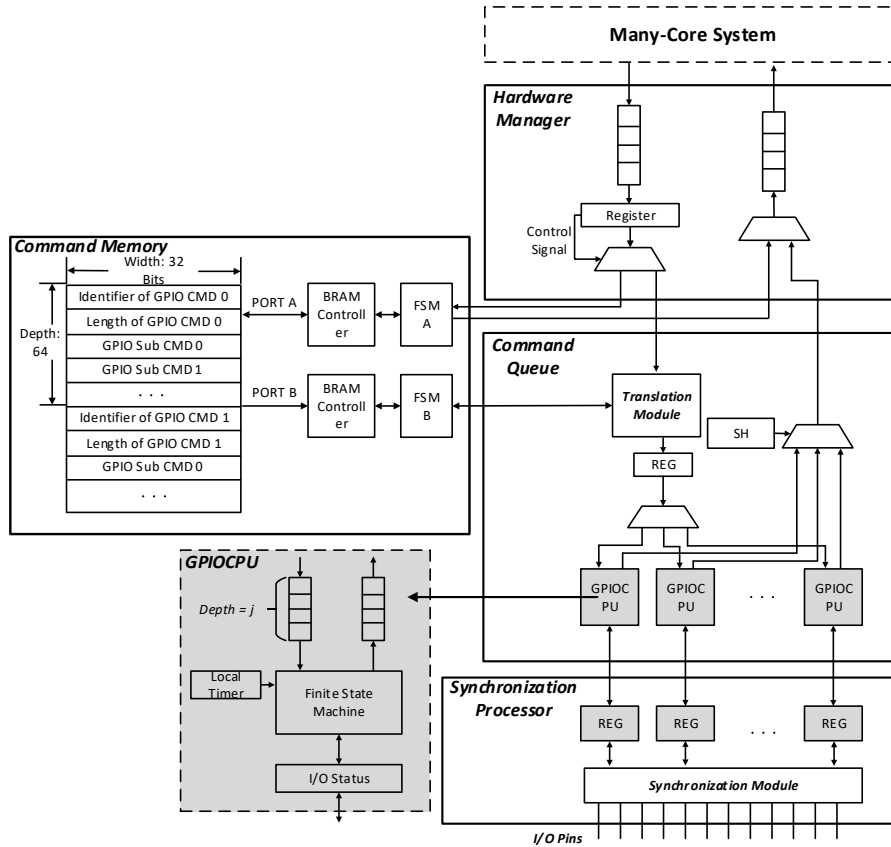 Many-Core System
Hardware
Manager
Register
Control
Signal
Command Memory
Width: 32
Bits
Depth:
64
Identifier of GPIO CMD 0
Length of GPIO CMD 0
GPIO Sub CMD 0
GPIO Sub CMD 1
. . .
Identifier of GPIO CMD 1
Length of GPIO CMD 1
GPIO Sub CMD 0
. . .
PORT A
BRAM
Controll
er
FSM
A
PORT B
BRAM
Controll
er
FSM
B
Command
Queue
Translation
Module
REG
SH
GPIOC
PU
GPIOC
PU
. . .
GPIOC
PU
GPIOCPU
Depth = j
Local
Timer
Finite State
Machine
I/O Status
Synchronization
Processor
REG
REG
. . .
REG
Synchronization Module
I/O Pins